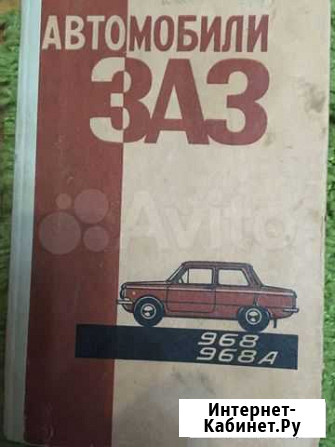 АВТОМОБИЛИ
ЗАЗ
Avito
968
968А
Интернет-
Кабинет.Ру